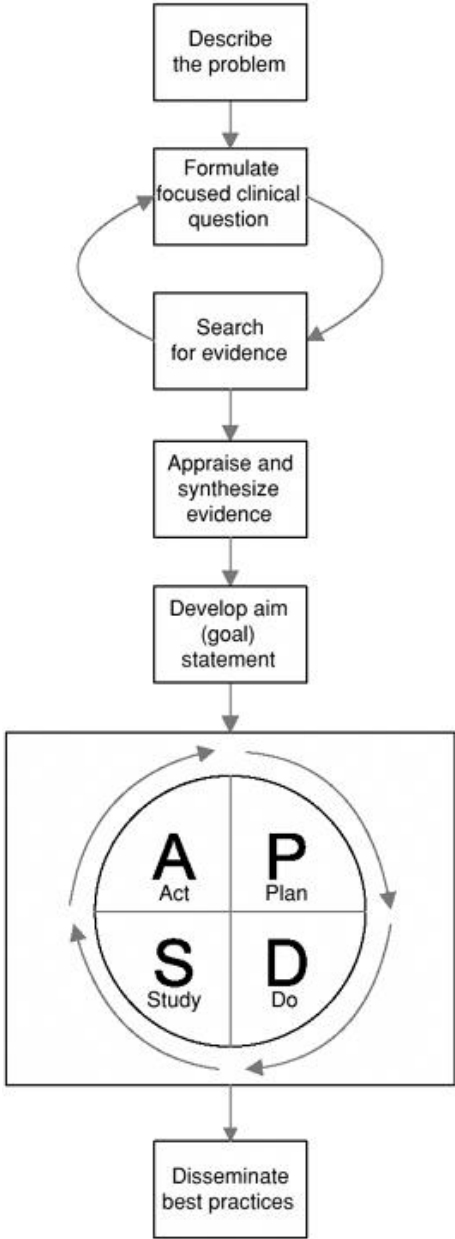 Describe
the problem
Formulate
focused clinical
question
Search
for evidence
Appraise and
synthesize
evidence
Develop aim
(goal)
statement
A
Act
P
Plan
S
Study
D
Do
Disseminate
best practices